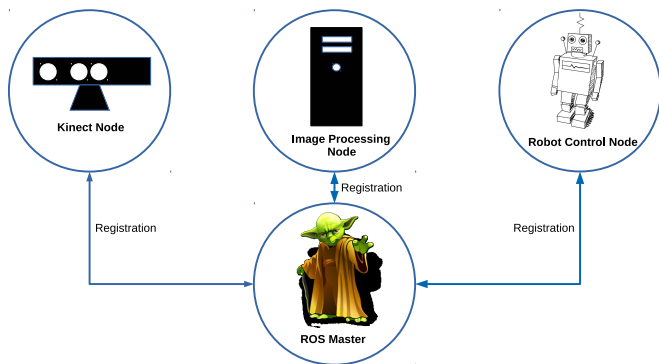 Kinect Node
Image Processing
Node
Robot Control Node
Registration
Registration
Registration
ROS Master